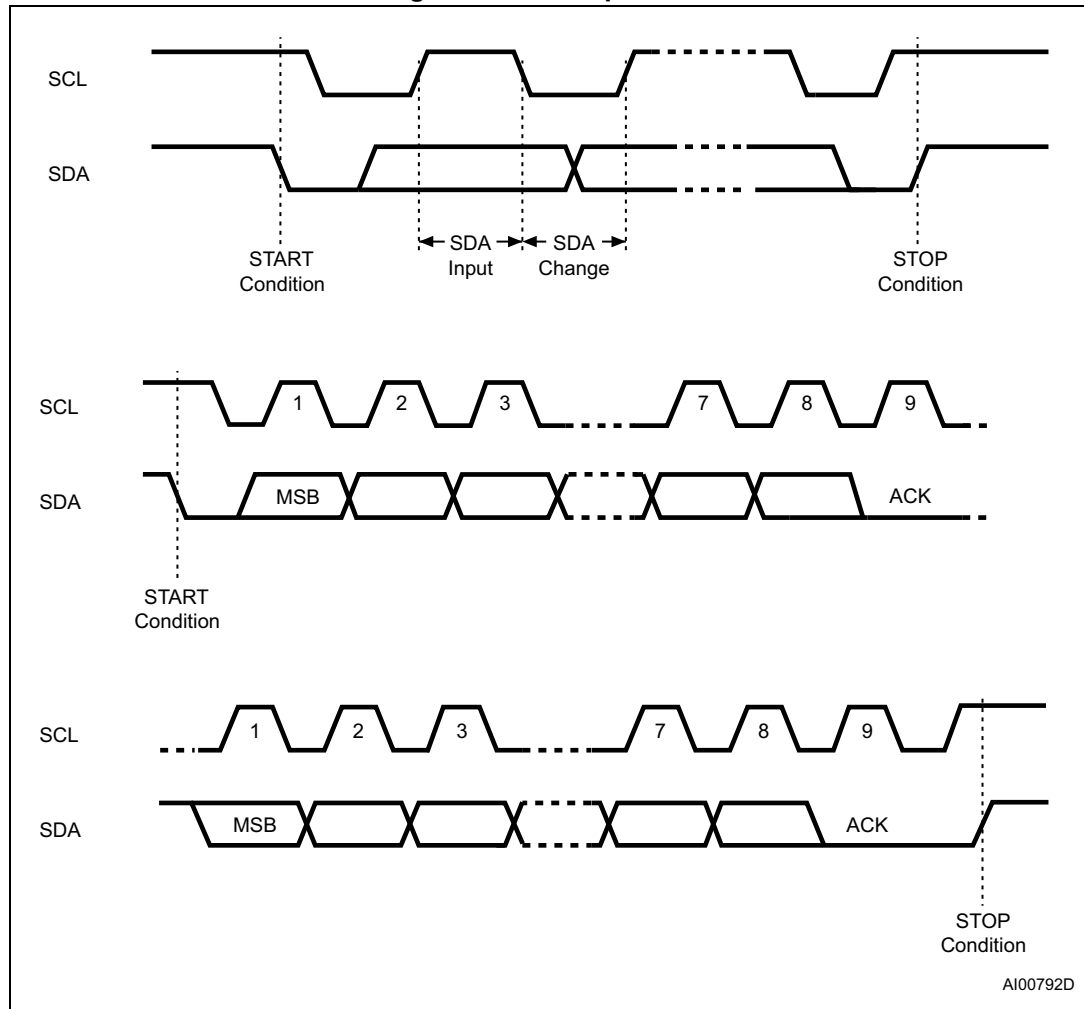 SCL
SDA
START
Condition
SDA
Input
SDA
Change
STOP
Condition
SCL
1 2 3 7 8 9
SDA
MSB
ACK
START
Condition
SCL
1 2 3 7 8 9
SDA
MSB
ACK
STOP
Condition
AI00792D